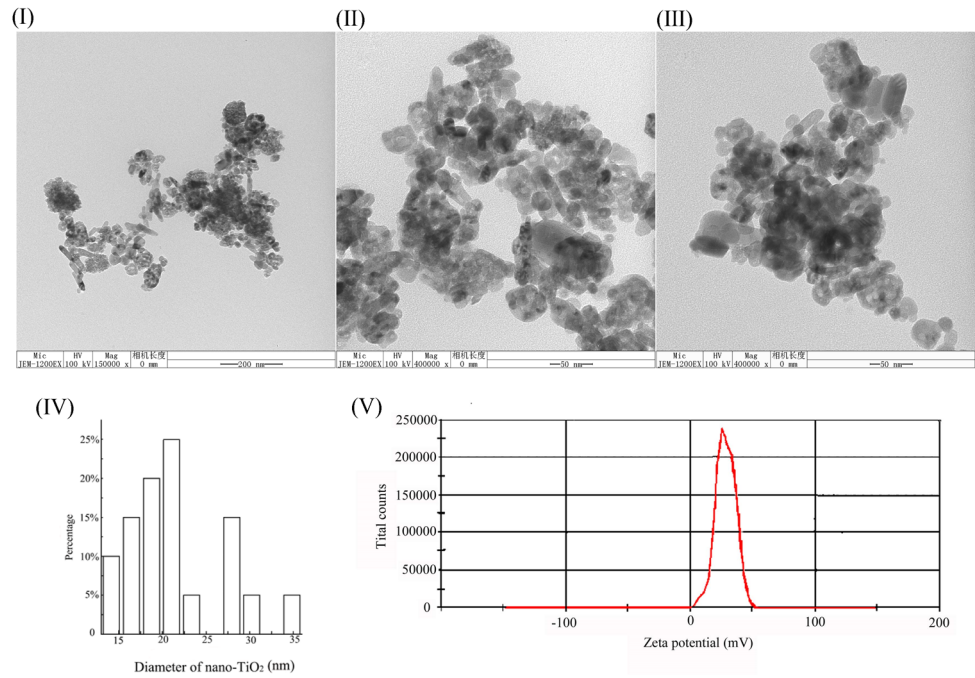 (I) (II) (III)
Mic HV Mag 相机长度
JEM-1200EX 100 kV 150000 x 0 mm 200 nm
Mic HV Mag 相机长度
JEM-1200EX 100 kV 400000 x 0 mm 50 nm
Mic HV Mag 相机长度
JEM-1200EX 100 kV 400000 x 0 mm 50 nm
(IV)
Percentage
25%
20%
15%
10%
5%
0
15 20 25 30 35
Diameter of nano-TiO2 (nm)
(V)
Tital counts
250000
200000
150000
100000
50000
0
-100 0 100 200
Zeta potential (mV)